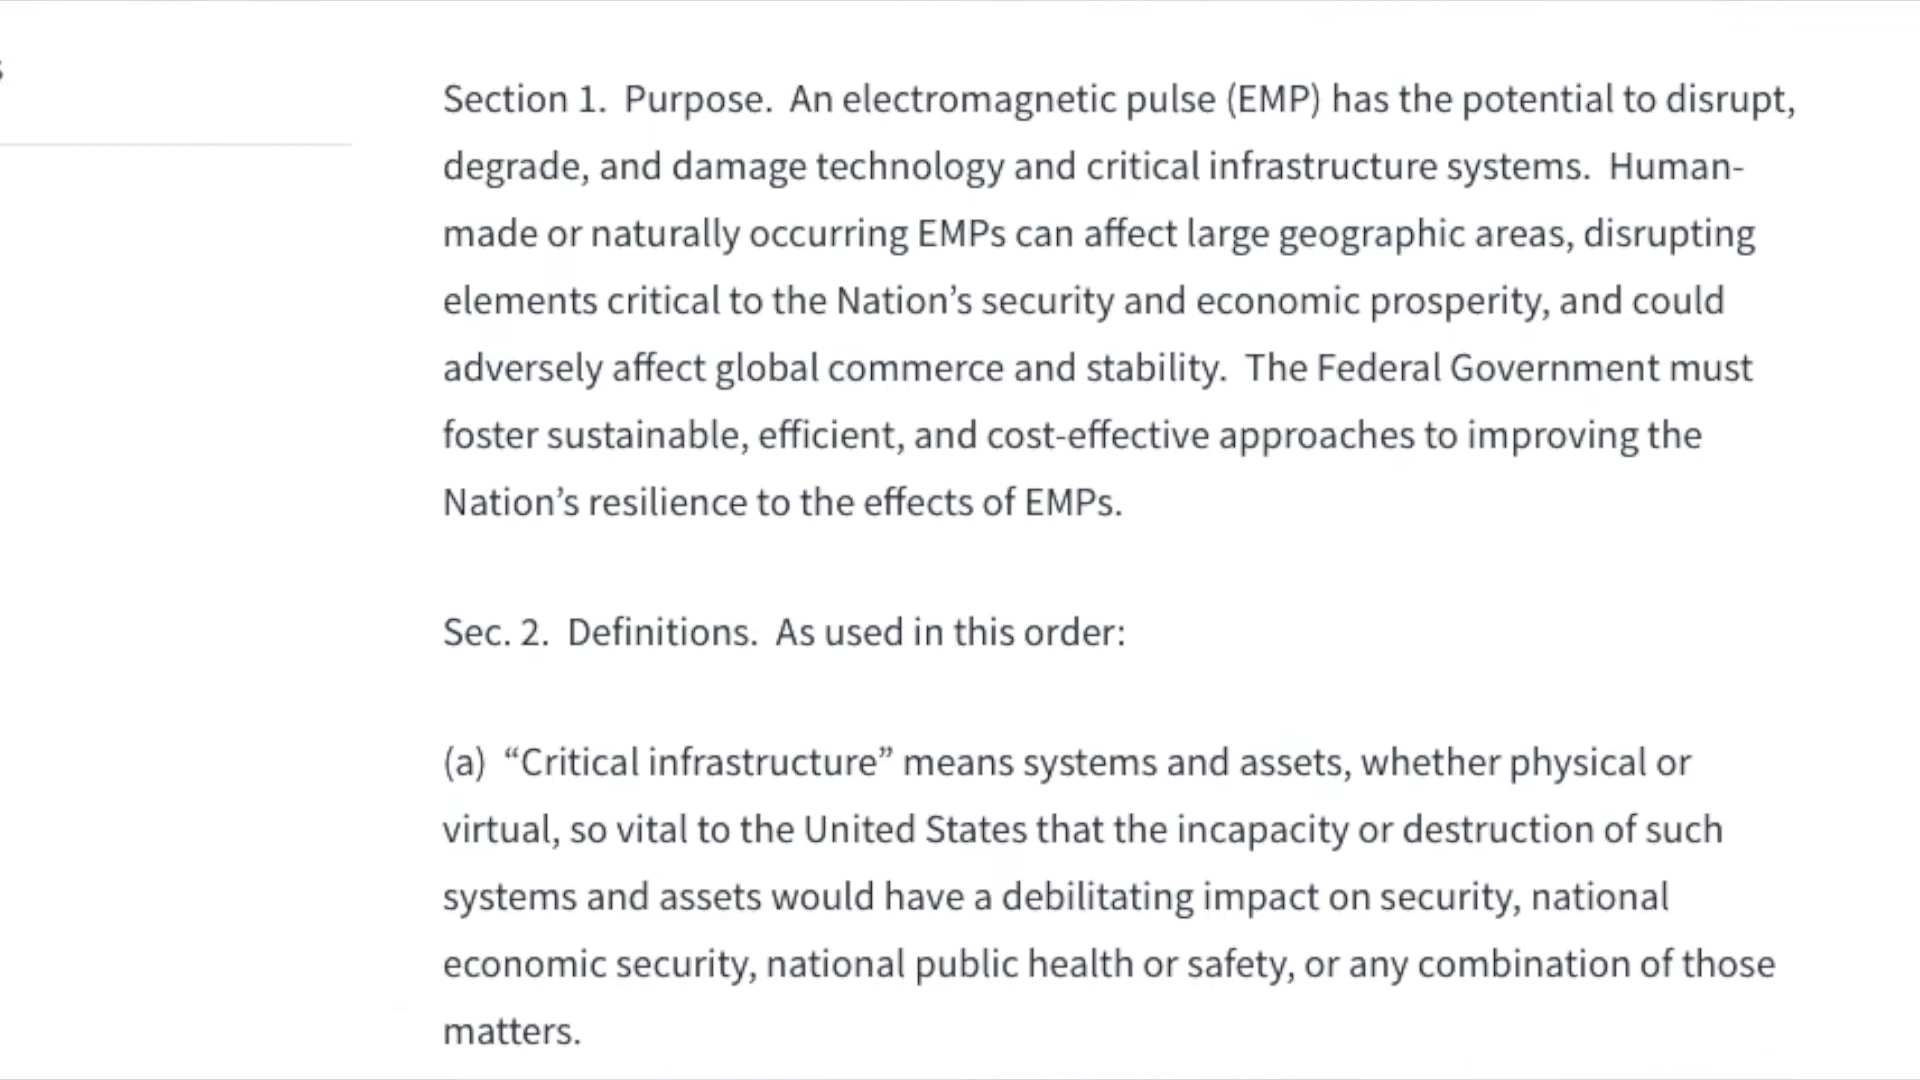 Section 1.  Purpose.  An electromagnetic pulse (EMP) has the potential to disrupt,
degrade, and damage technology and critical infrastructure systems.  Human-
made or naturally occurring EMPs can affect large geographic areas, disrupting
elements critical to the Nation’s security and economic prosperity, and could
adversely affect global commerce and stability.  The Federal Government must
foster sustainable, efficient, and cost-effective approaches to improving the
Nation’s resilience to the effects of EMPs.
Sec. 2.  Definitions.  As used in this order:
(a)  “Critical infrastructure” means systems and assets, whether physical or
virtual, so vital to the United States that the incapacity or destruction of such
systems and assets would have a debilitating impact on security, national
economic security, national public health or safety, or any combination of those
matters.